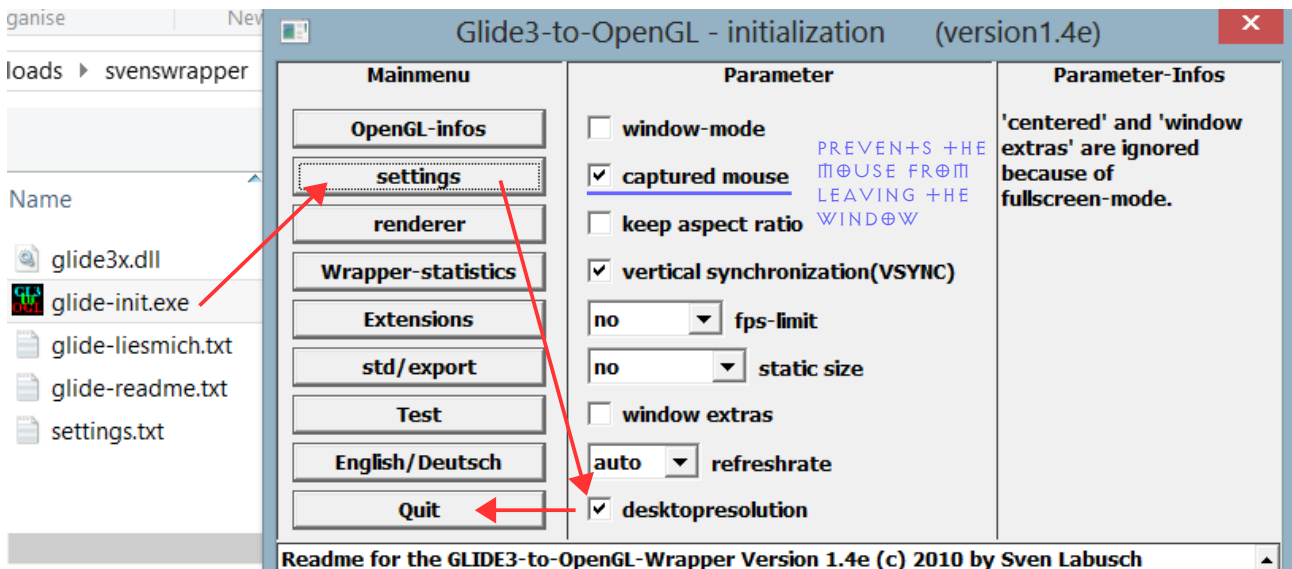 ganise
New
loads svenswrapper
Name
glide3x.dll
glide-init.exe
glide-liesmich.txt
glide-readme.txt
settings.txt
Glide3-to-OpenGL - initialization (version1.4e)
Mainmenu
OpenGL-infos
settings
renderer
Wrapper-statistics
Extensions
std/export
Test
English/Deutsch
Quit
Parameter
window-mode
captured mouse
PREVENTS THE
MOUSE FROM
LEAVING THE
WINDOW
keep aspect ratio
vertical synchronization(VSYNC)
no fps-limit
no static size
window extras
auto refreshrate
desktopresolution
Parameter-Infos
'centered' and 'window
extras' are ignored
because of
fullscreen-mode.
Readme for the GLIDE3-to-OpenGL-Wrapper Version 1.4e (c) 2010 by Sven Labusch